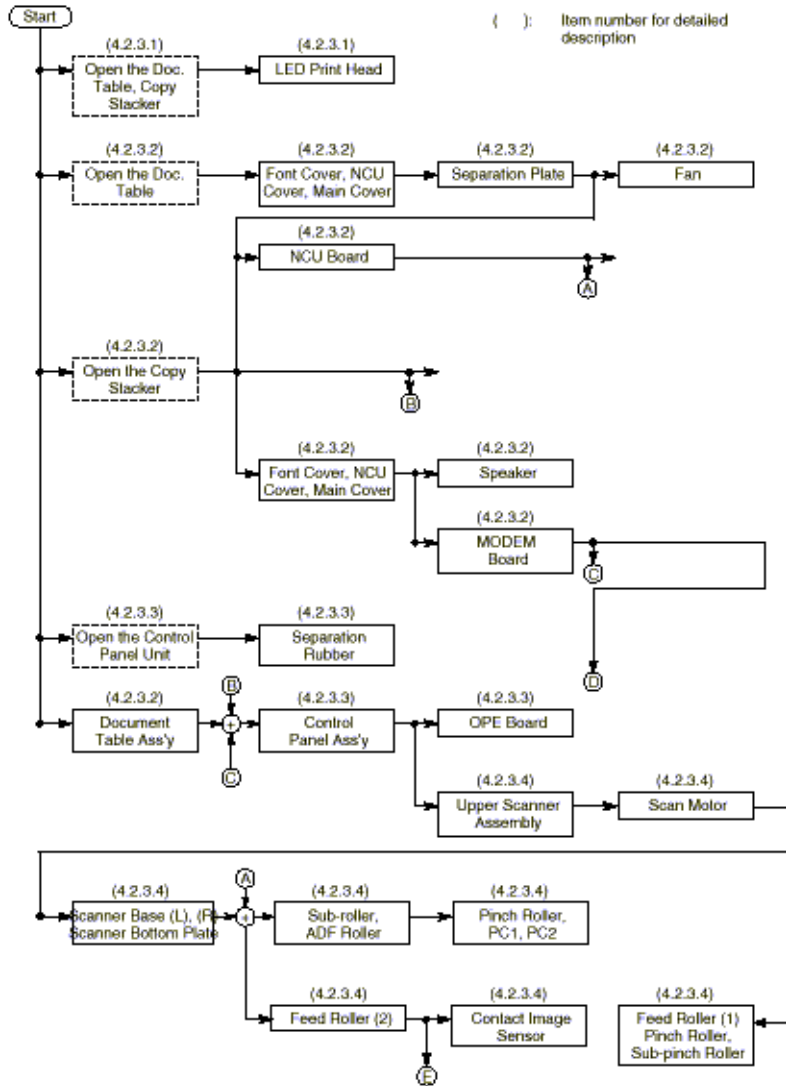 Start
( ): Item number for detailed
description
(4.2.3.1)
Open the Doc.
Table, Copy
Stacker
(4.2.3.1)
LED Print Head
(4.2.3.2)
Open the Doc.
Table
(4.2.3.2)
Font Cover, NCU
Cover, Main Cover
(4.2.3.2)
Separation Plate
(4.2.3.2)
Fan
(4.2.3.2)
NCU Board
A
(4.2.3.2)
Open the Copy
Stacker
B
(4.2.3.2)
Font Cover, NCU
Cover, Main Cover
(4.2.3.2)
Speaker
(4.2.3.2)
MODEM
Board
C
D
(4.2.3.3)
Open the Control
Panel Unit
(4.2.3.3)
Separation
Rubber
(4.2.3.2)
Document
Table Ass'y
B
+
C
(4.2.3.3)
Control
Panel Ass'y
(4.2.3.3)
OPE Board
(4.2.3.4)
Upper Scanner
Assembly
(4.2.3.4)
Scan Motor
(4.2.3.4)
Scanner Base (L), (R)
Scanner Bottom Plate
A
+
(4.2.3.4)
Sub-roller,
ADF Roller
(4.2.3.4)
Pinch Roller,
PC1, PC2
(4.2.3.4)
Feed Roller (2)
(4.2.3.4)
Contact Image
Sensor
E
(4.2.3.4)
Feed Roller (1)
Pinch Roller,
Sub-pinch Roller